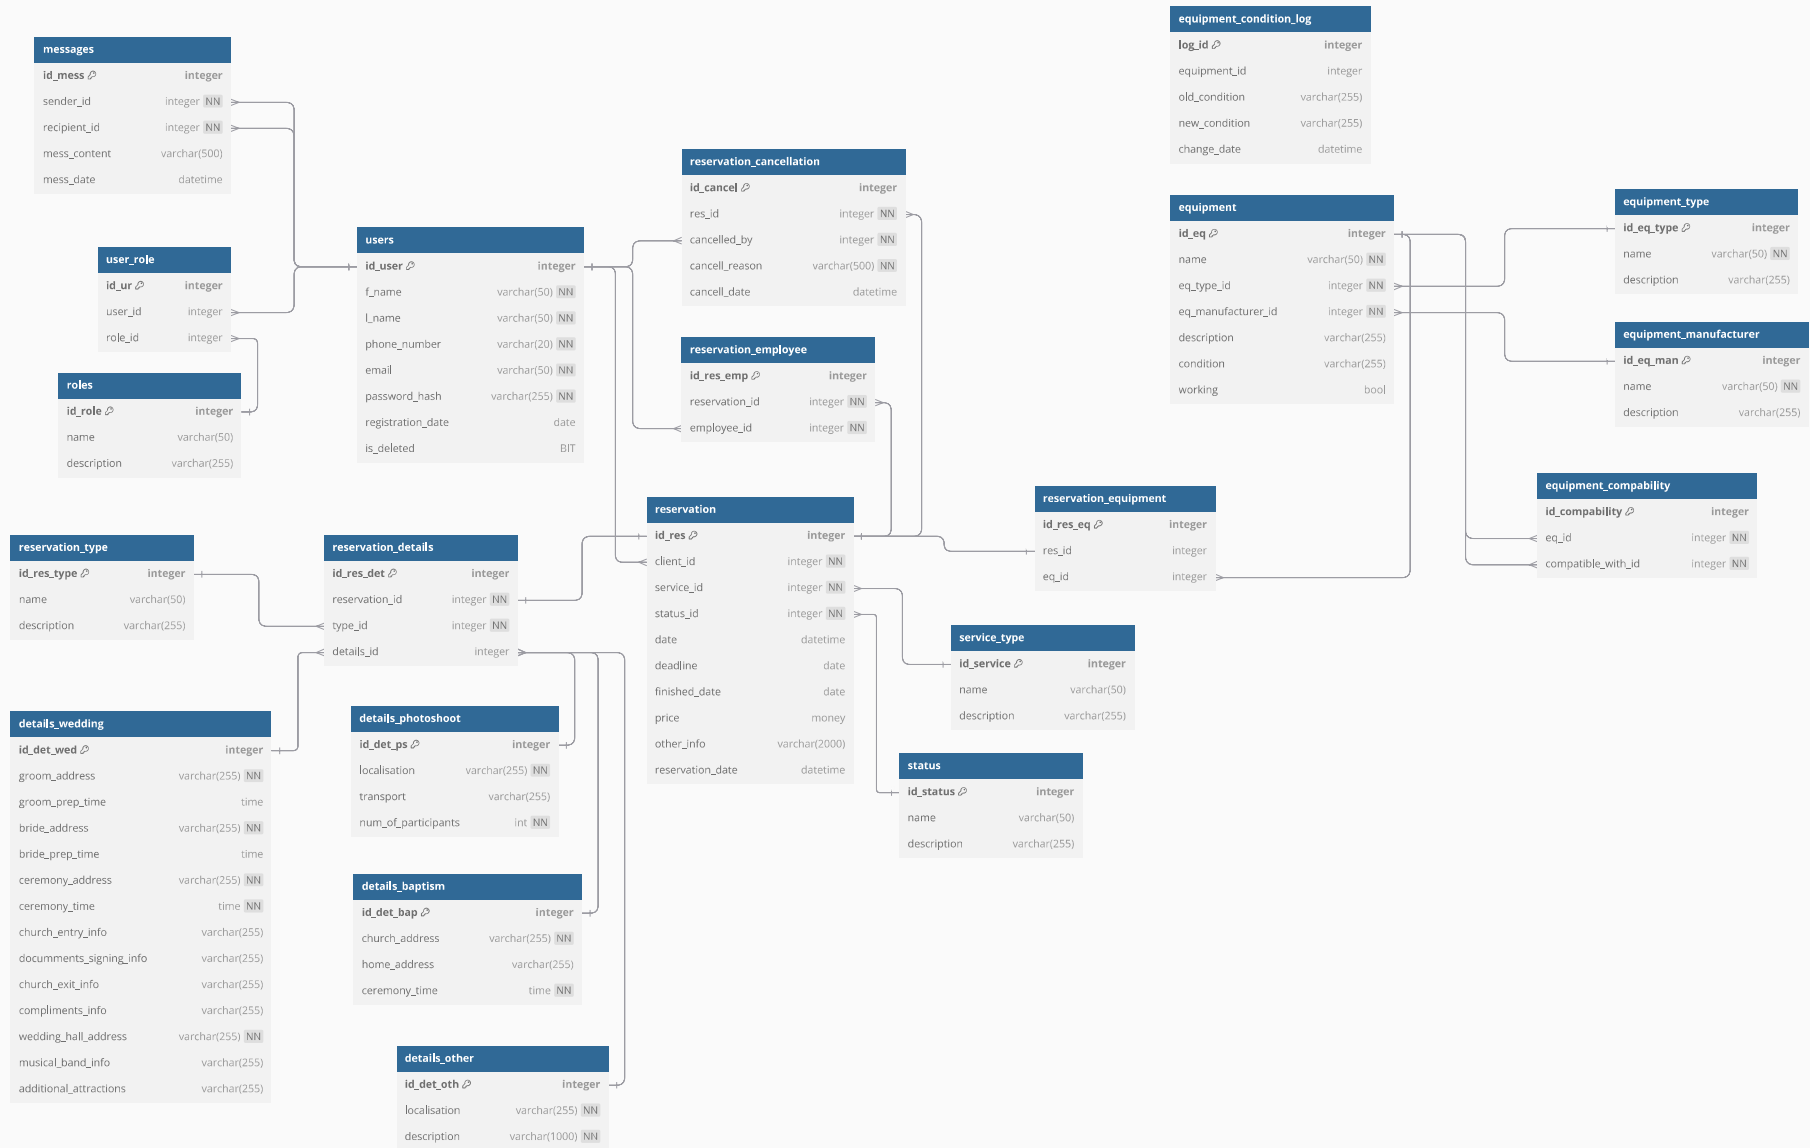 equipment_condition_log
log_id integer
equipment_id integer
old_condition varchar(255)
new_condition varchar(255)
change_date datetime
messages
id_mess integer
sender_id integer NN
recipient_id integer NN
mess_content varchar(500)
mess_date datetime
reservation_cancellation
id_cancel integer
res_id integer NN
cancelled_by integer NN
cancell_reason varchar(500) NN
cancell_date datetime
equipment
id_eq integer
name varchar(50) NN
eq_type_id integer NN
eq_manufacturer_id integer NN
description varchar(255)
condition varchar(255)
working bool
equipment_type
id_eq_type integer
name varchar(50) NN
description varchar(255)
users
id_user integer
f_name varchar(50) NN
l_name varchar(50) NN
phone_number varchar(20) NN
email varchar(50) NN
password_hash varchar(255) NN
registration_date date
is_deleted BIT
user_role
id_ur integer
user_id integer
role_id integer
equipment_manufacturer
id_eq_man integer
name varchar(50) NN
description varchar(255)
reservation_employee
id_res_emp integer
reservation_id integer NN
employee_id integer NN
roles
id_role integer
name varchar(50)
description varchar(255)
equipment_compability
id_compability integer
eq_id integer NN
compatible_with_id integer NN
reservation_equipment
id_res_eq integer
res_id integer
eq_id integer
reservation
id_res integer
client_id integer NN
service_id integer NN
status_id integer NN
date datetime
deadline date
finished_date date
price money
other_info varchar(2000)
reservation_date datetime
reservation_type
id_res_type integer
name varchar(50)
description varchar(255)
reservation_details
id_res_det integer
reservation_id integer NN
type_id integer NN
details_id integer
service_type
id_service integer
name varchar(50)
description varchar(255)
details_wedding
id_det_wed integer
groom_address varchar(255) NN
groom_prep_time time
bride_address varchar(255) NN
bride_prep_time time
ceremony_address varchar(255) NN
ceremony_time time NN
church_entry_info varchar(255)
documments_signing_info varchar(255)
church_exit_info varchar(255)
compliments_info varchar(255)
wedding_hall_address varchar(255) NN
musical_band_info varchar(255)
additional_attractions varchar(255)
details_photoshoot
id_det_ps integer
localisation varchar(255) NN
transport varchar(255)
num_of_participants int NN
status
id_status integer
name varchar(50)
description varchar(255)
details_baptism
id_det_bap integer
church_address varchar(255) NN
home_address varchar(255)
ceremony_time time NN
details_other
id_det_oth integer
localisation varchar(255) NN
description varchar(1000) NN